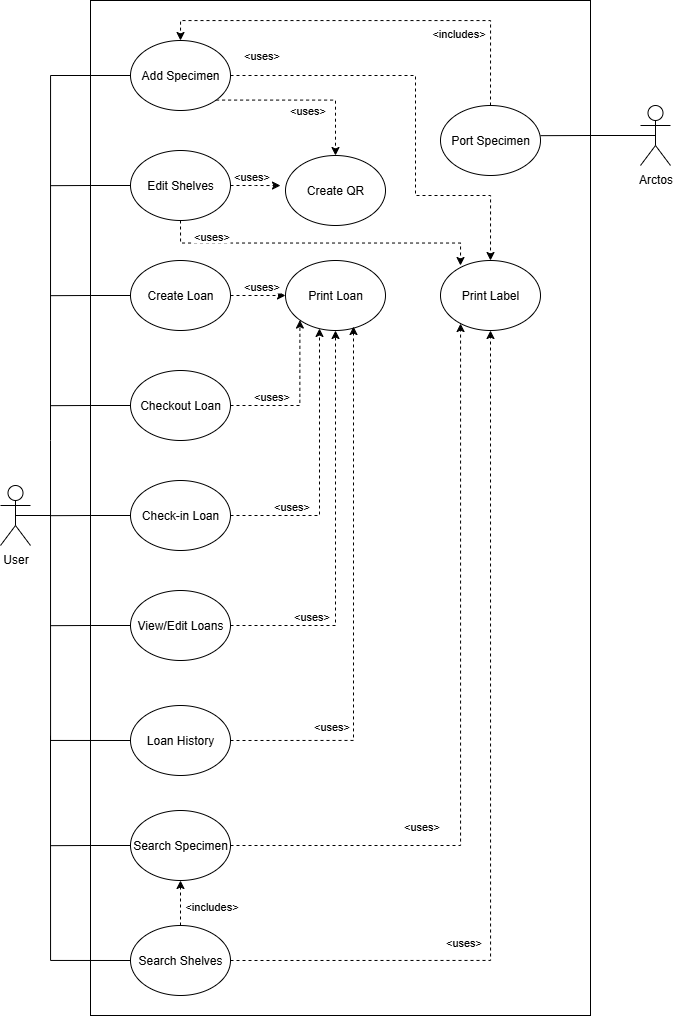 <includes>
<uses>
Add Specimen
<uses>
Port Specimen
Arctos
Edit Shelves
<uses>
Create QR
<uses>
Create Loan
<uses>
Print Loan
Print Label
Checkout Loan
<uses>
Check-in Loan
<uses>
User
View/Edit Loans
<uses>
Loan History
<uses>
Search Specimen
<uses>
<includes>
Search Shelves
<uses>